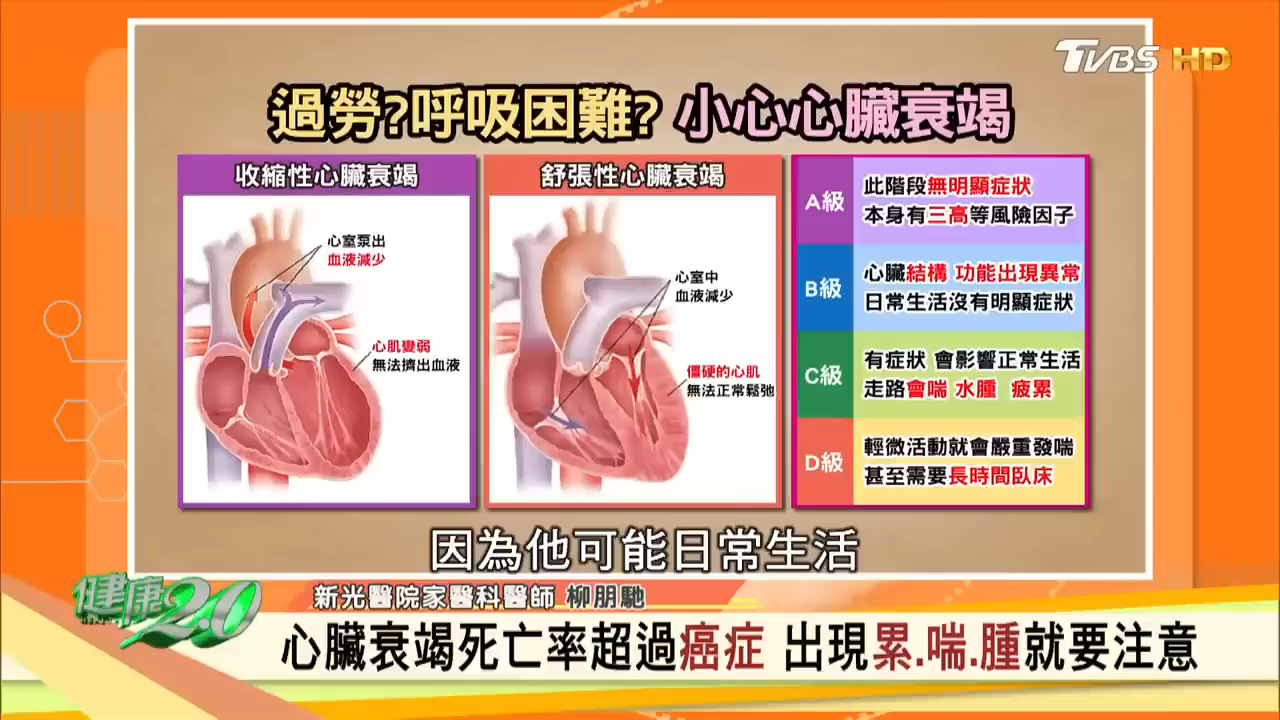 TVBS HD
過勞?呼吸困難? 小心心臟衰竭
收縮性心臟衰竭
心室泵出
血液減少
心肌變弱
無法擠出血液
舒張性心臟衰竭
心室中
血液減少
僵硬的心肌
無法正常鬆弛
A級
此階段無明顯症狀
本身有三高等風險因子
B級
心臟結構 功能出現異常
日常生活沒有明顯症狀
C級
有症狀 會影響正常生活
走路會喘 水腫 疲累
D級
輕微活動就會嚴重發喘
甚至需要長時間臥床
因為他可能日常生活
健康2.0
新光醫院家醫科醫師 柳朋馳
心臟衰竭死亡率超過癌症 出現累.喘.腫就要注意